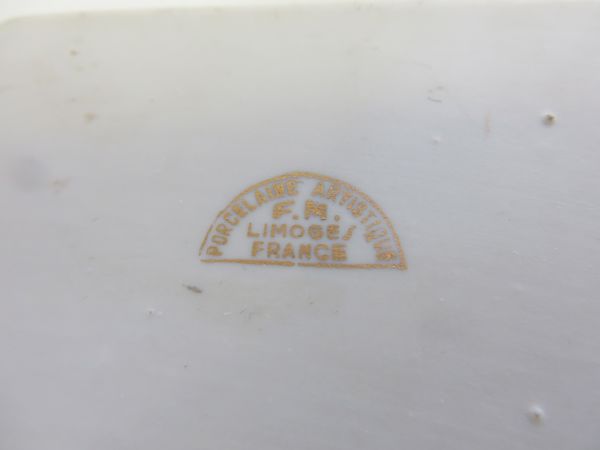 PORCELAINE ARTISTIQUE
F.M.
LIMOGES
FRANCE